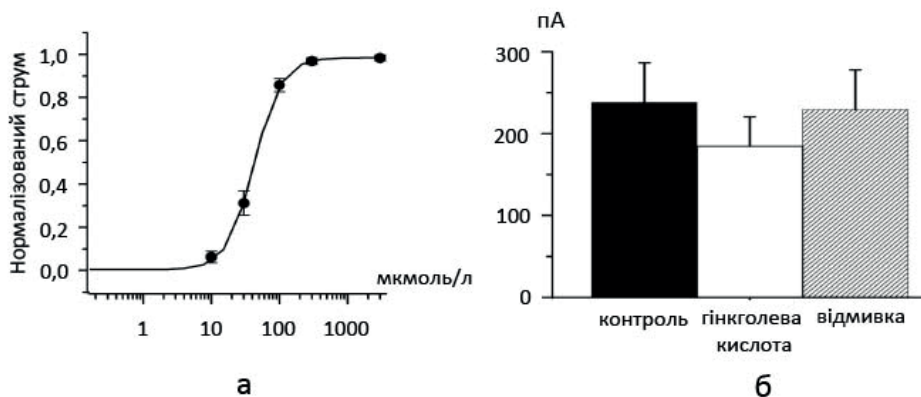 Нормалізований струм
1,0
0,8
0,6
0,4
0,2
0,0
мкмоль/л
1
10
100
1000
а
пА
300
200
100
0
контроль
гінкголева
кислота
відмивка
б